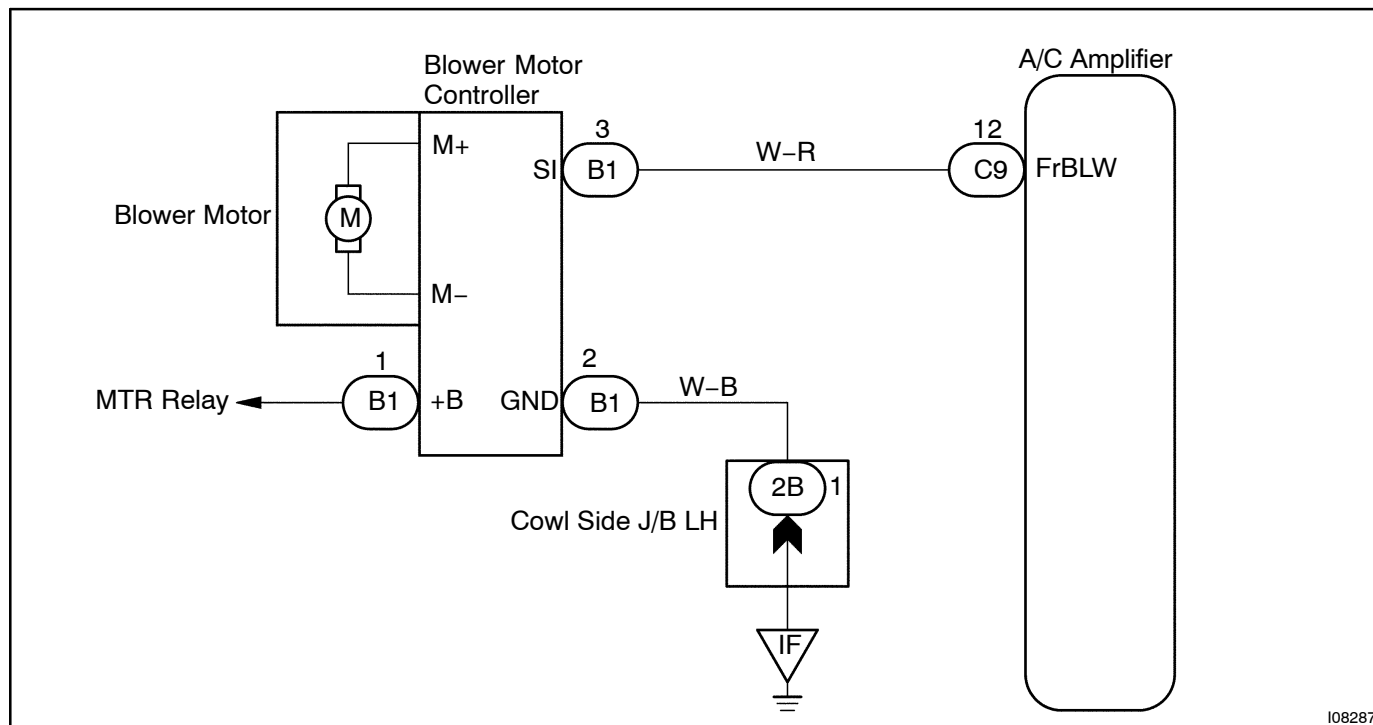 Blower Motor
Controller
A/C Amplifier
M+
3
12
SI
B1
W−R
C9
FrBLW
Blower Motor
M
M−
1
2
MTR Relay
B1
+B
GND
B1
W−B
2B
1
Cowl Side J/B LH
IF
I08287